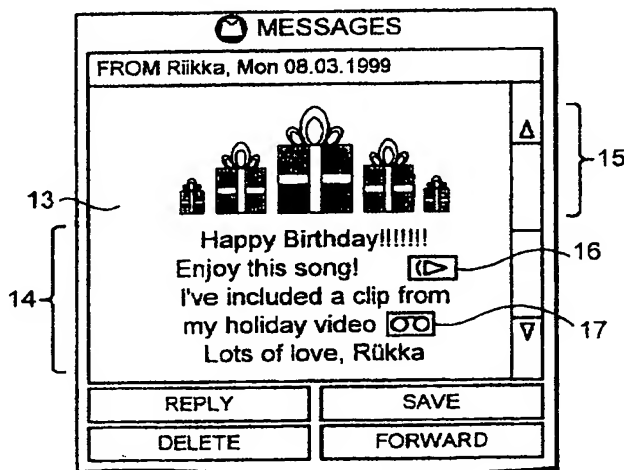 MESSAGES
FROM Riikka, Mon 08.03.1999
15
13
Happy Birthday!!!!!!!
Enjoy this song!
16
14
I've included a clip from
my holiday video
17
Lots of love, Rükka
REPLY SAVE
DELETE FORWARD